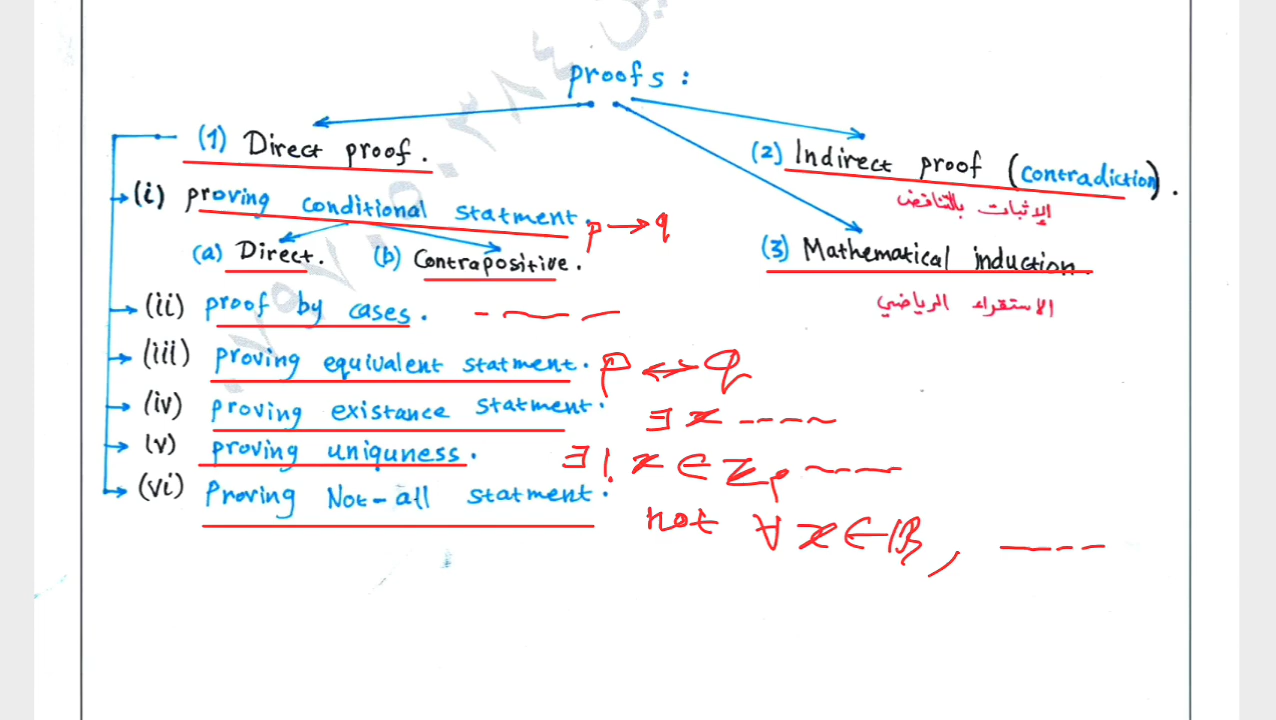 proofs :
(1) Direct proof.
(2) Indirect proof (contradiction).
الإثبات بالتناقض
(i) proving conditional statment. p → q
(a) Direct. (b) Contrapositive.
(3) Mathematical induction.
الاستقراء الرياضي
(ii) proof by cases.
(iii) proving equivalent statment. p ↔ q
(iv) proving existance statment. ∃ x ----
(v) proving uniquness. ∃! x ∈ Z, ----
(vi) Proving Not-all statment.
not ∀ x ∈ R, ----